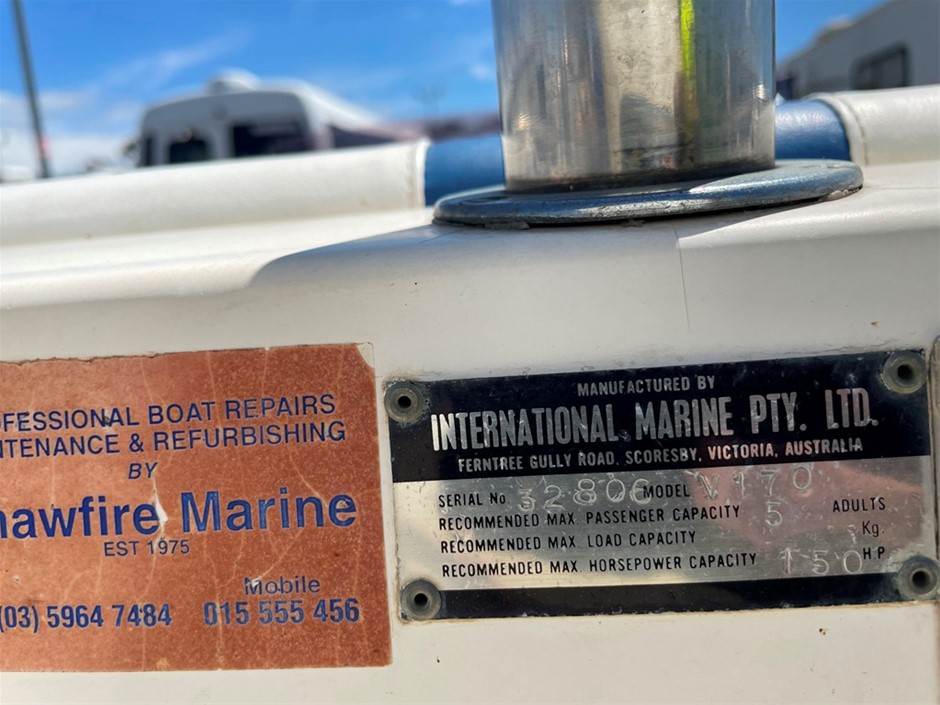 OFESSIONAL BOAT REPAIRS
NTENANCE & REFURBISHING
BY
hawfire Marine
EST 1975
Mobile
(03) 5964 7484 015 555 456
MANUFACTURED BY
INTERNATIONAL MARINE PTY. LTD.
FERNTREE GULLY ROAD, SCORESBY, VICTORIA, AUSTRALIA
SERIAL No 32806 MODEL V170
RECOMMENDED MAX. PASSENGER CAPACITY 5 ADULTS
RECOMMENDED MAX. LOAD CAPACITY Kg.
RECOMMENDED MAX. HORSEPOWER CAPACITY 150 H.P